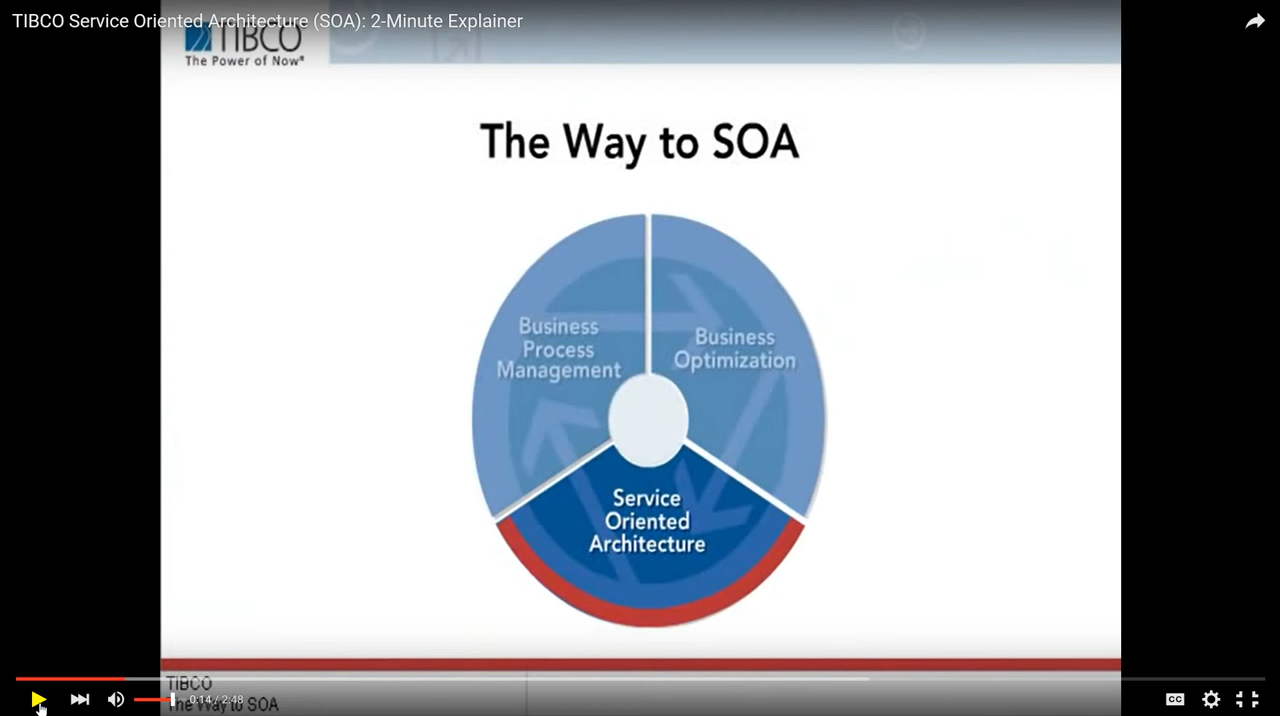 TIBCO Service Oriented Architecture (SOA): 2-Minute Explainer
TIBCO
The Power of Now®
The Way to SOA
Business
Process
Management
Business
Optimization
Service
Oriented
Architecture
TIBCO
The Way to SOA
0:14 / 2:48
CC